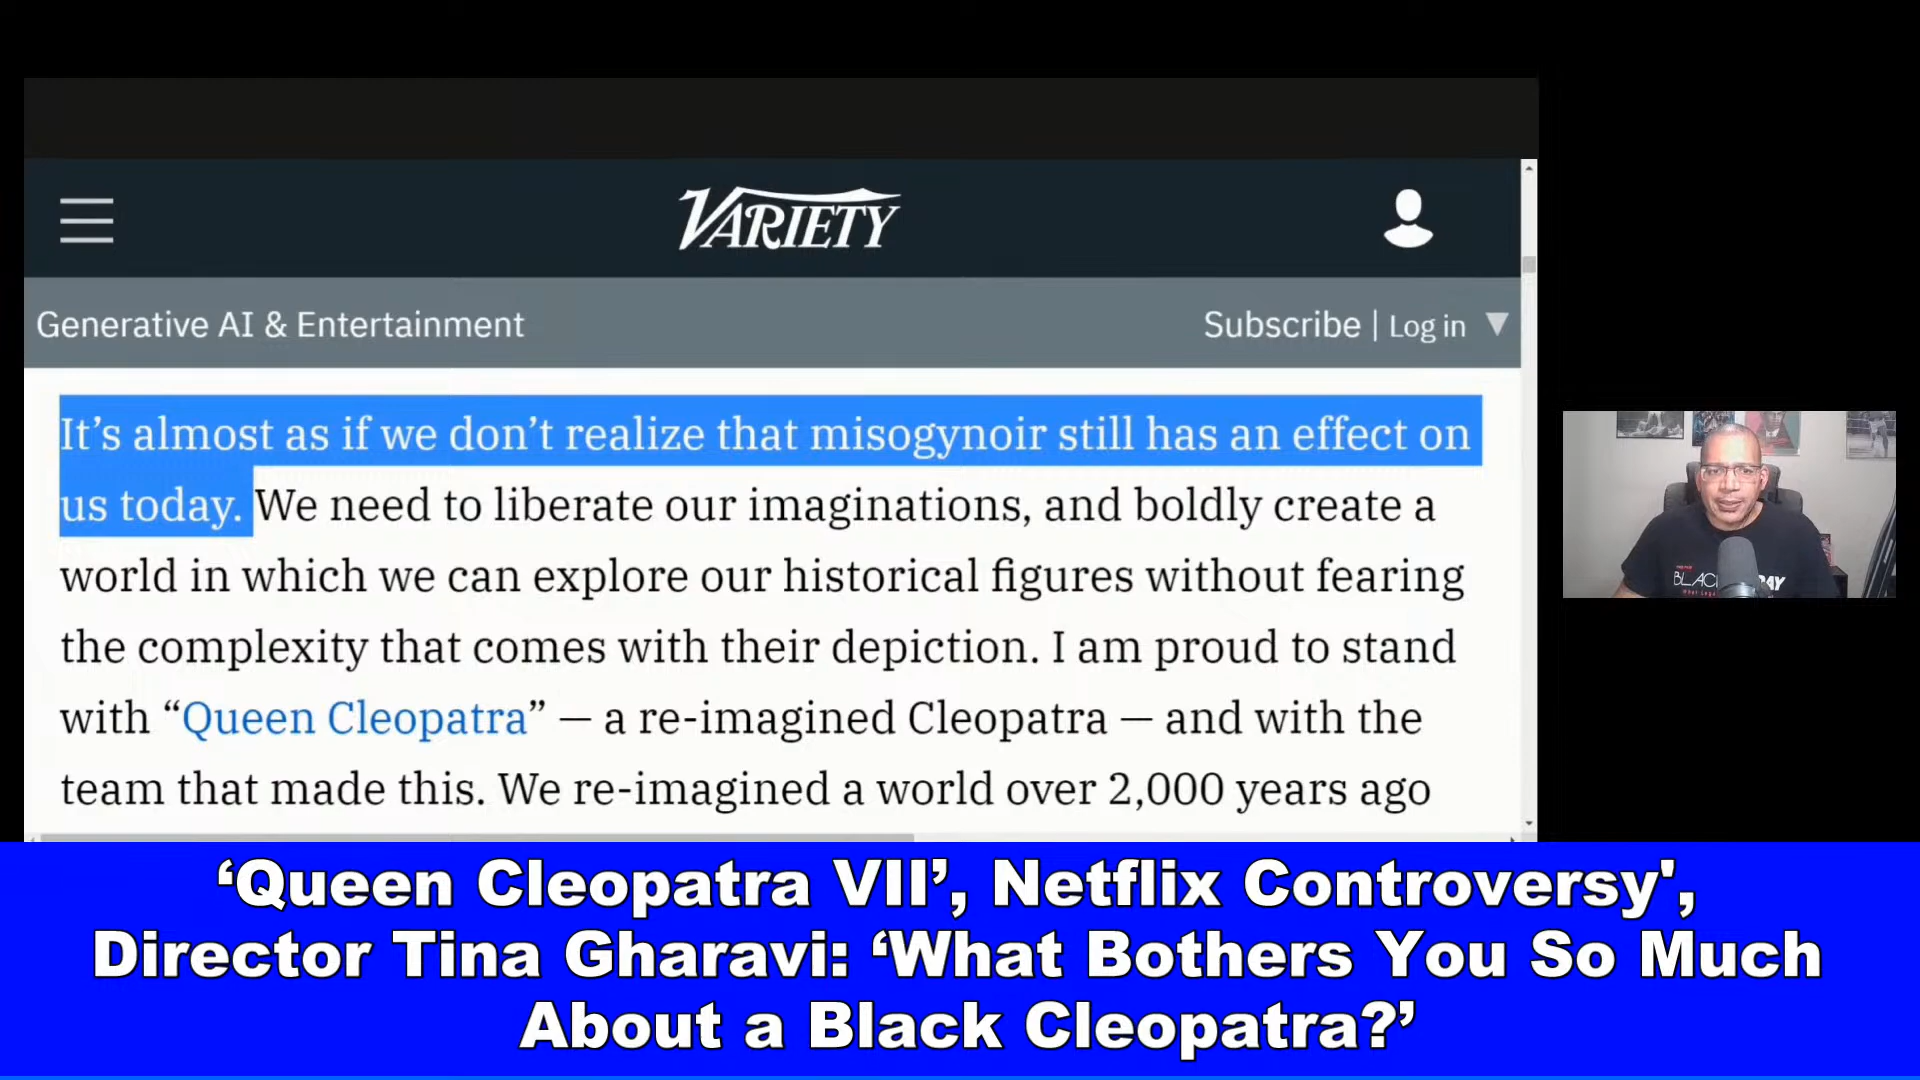 VARIETY
Generative AI & Entertainment
Subscribe | Log in ▼
It’s almost as if we don’t realize that misogynoir still has an effect on
us today. We need to liberate our imaginations, and boldly create a
world in which we can explore our historical figures without fearing
the complexity that comes with their depiction. I am proud to stand
with “Queen Cleopatra” — a re-imagined Cleopatra — and with the
team that made this. We re-imagined a world over 2,000 years ago
‘Queen Cleopatra VII’, Netflix Controversy',
Director Tina Gharavi: ‘What Bothers You So Much
About a Black Cleopatra?’